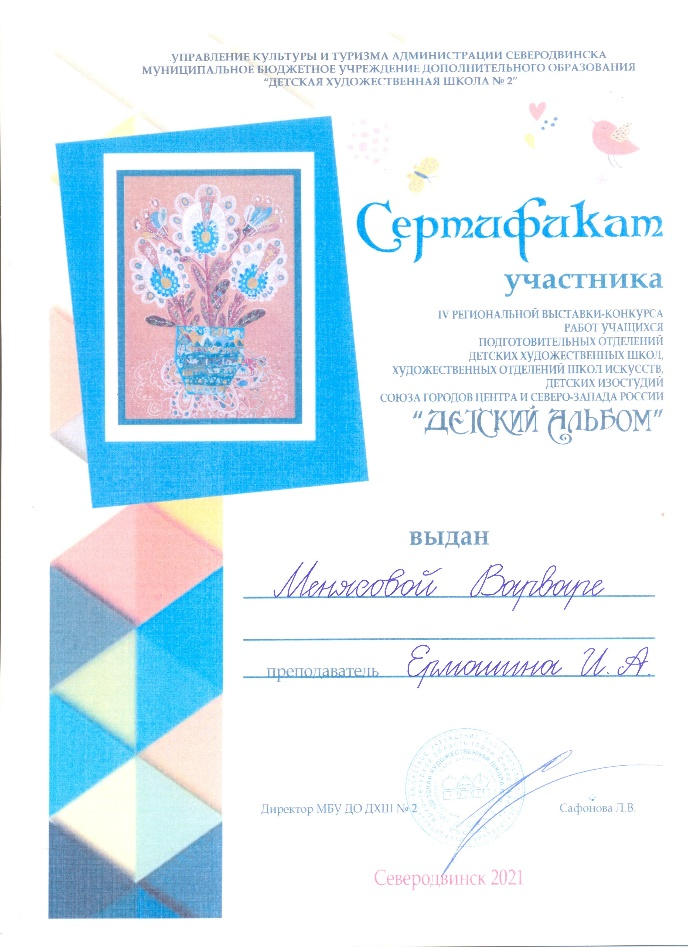 УПРАВЛЕНИЕ КУЛЬТУРЫ И ТУРИЗМА АДМИНИСТРАЦИИ СЕВЕРОДВИНСКА
МУНИЦИПАЛЬНОЕ БЮДЖЕТНОЕ УЧРЕЖДЕНИЕ ДОПОЛНИТЕЛЬНОГО ОБРАЗОВАНИЯ
"ДЕТСКАЯ ХУДОЖЕСТВЕННАЯ ШКОЛА № 2"
Сертификат
участника
IV РЕГИОНАЛЬНОЙ ВЫСТАВКИ-КОНКУРСА
РАБОТ УЧАЩИХСЯ
ПОДГОТОВИТЕЛЬНЫХ ОТДЕЛЕНИЙ
ДЕТСКИХ ХУДОЖЕСТВЕННЫХ ШКОЛ,
ХУДОЖЕСТВЕННЫХ ОТДЕЛЕНИЙ ШКОЛ ИСКУССТВ,
ДЕТСКИХ ИЗОСТУДИЙ
СОЮЗА ГОРОДОВ ЦЕНТРА И СЕВЕРО-ЗАПАДА РОССИИ
"ДЕТСКИЙ АЛЬБОМ"
выдан
Менясовой Варваре
преподаватель Ермашина И. А.
Директор МБУ ДО ДХШ № 2 Сафонова Л.В.
Северодвинск 2021